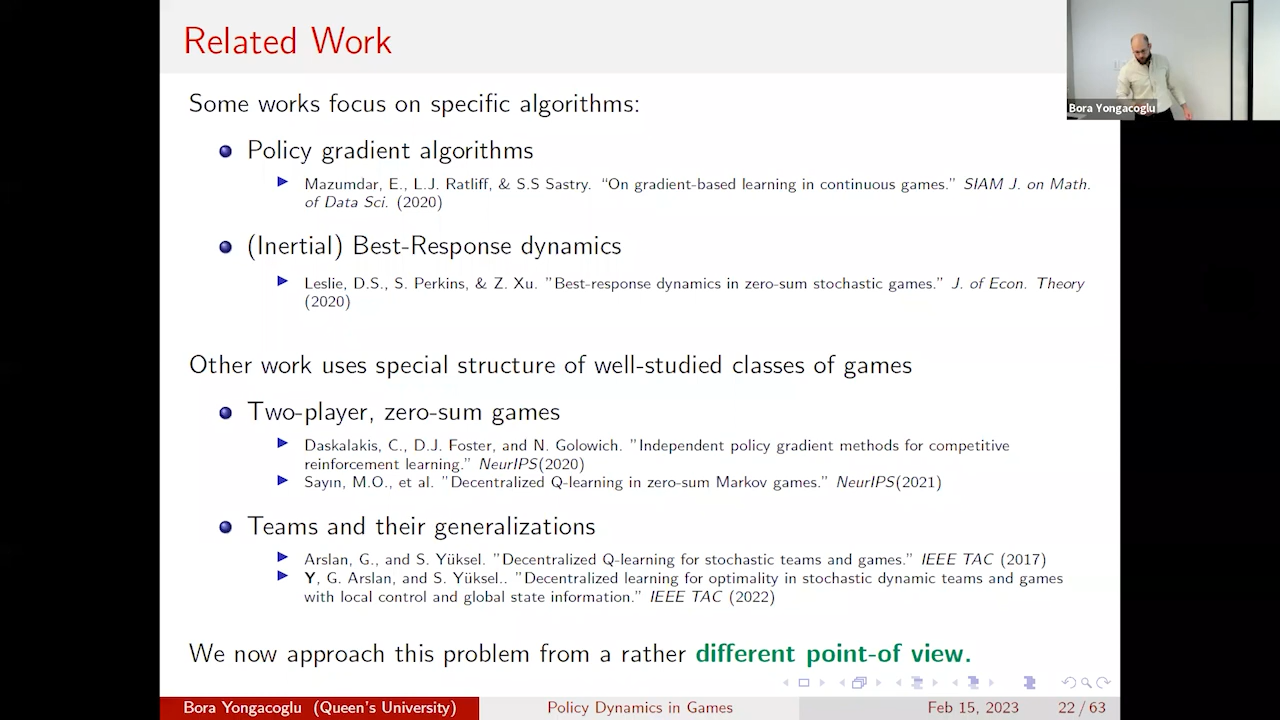 Related Work
Bora Yongacoglu
Some works focus on specific algorithms:
Policy gradient algorithms
Mazumdar, E., L.J. Ratliff, & S.S Sastry. “On gradient-based learning in continuous games.” SIAM J. on Math.
of Data Sci. (2020)
(Inertial) Best-Response dynamics
Leslie, D.S., S. Perkins, & Z. Xu. ”Best-response dynamics in zero-sum stochastic games.” J. of Econ. Theory
(2020)
Other work uses special structure of well-studied classes of games
Two-player, zero-sum games
Daskalakis, C., D.J. Foster, and N. Golowich. ”Independent policy gradient methods for competitive
reinforcement learning.” NeurIPS(2020)
Sayın, M.O., et al. ”Decentralized Q-learning in zero-sum Markov games.” NeurIPS(2021)
Teams and their generalizations
Arslan, G., and S. Yüksel. ”Decentralized Q-learning for stochastic teams and games.” IEEE TAC (2017)
Y, G. Arslan, and S. Yüksel.. ”Decentralized learning for optimality in stochastic dynamic teams and games
with local control and global state information.” IEEE TAC (2022)
We now approach this problem from a rather different point-of view.
Bora Yongacoglu (Queen's University) Policy Dynamics in Games Feb 15, 2023 22 / 63